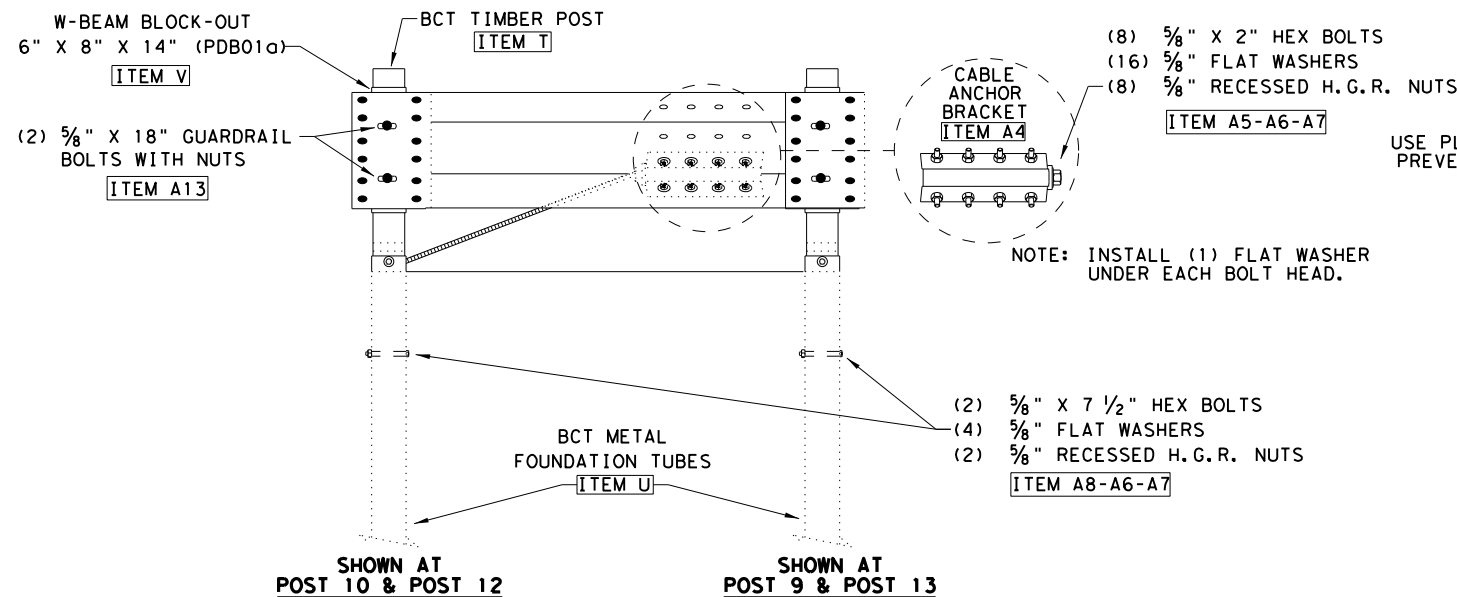 W-BEAM BLOCK-OUT
6" X 8" X 14" (PDB01a)
ITEM V
BCT TIMBER POST
ITEM T
(2) ⅝" X 18" GUARDRAIL
BOLTS WITH NUTS
ITEM A13
CABLE
ANCHOR
BRACKET
ITEM A4
(8) ⅝" X 2" HEX BOLTS
(16) ⅝" FLAT WASHERS
(8) ⅝" RECESSED H.G.R. NUTS
ITEM A5-A6-A7
USE
PREVE
NOTE: INSTALL (1) FLAT WASHER
UNDER EACH BOLT HEAD.
(2) ⅝" X 7 ½" HEX BOLTS
(4) ⅝" FLAT WASHERS
(2) ⅝" RECESSED H.G.R. NUTS
ITEM A8-A6-A7
BCT METAL
FOUNDATION TUBES
ITEM U
SHOWN AT
POST 10 & POST 12
SHOWN AT
POST 9 & POST 13